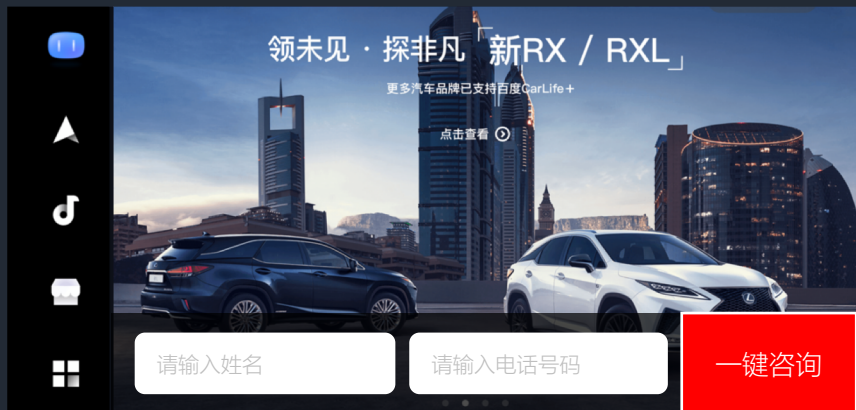 领未见 · 探非凡「新RX / RXL」
更多汽车品牌已支持百度CarLife+
点击查看
请输入姓名
请输入电话号码
一键咨询